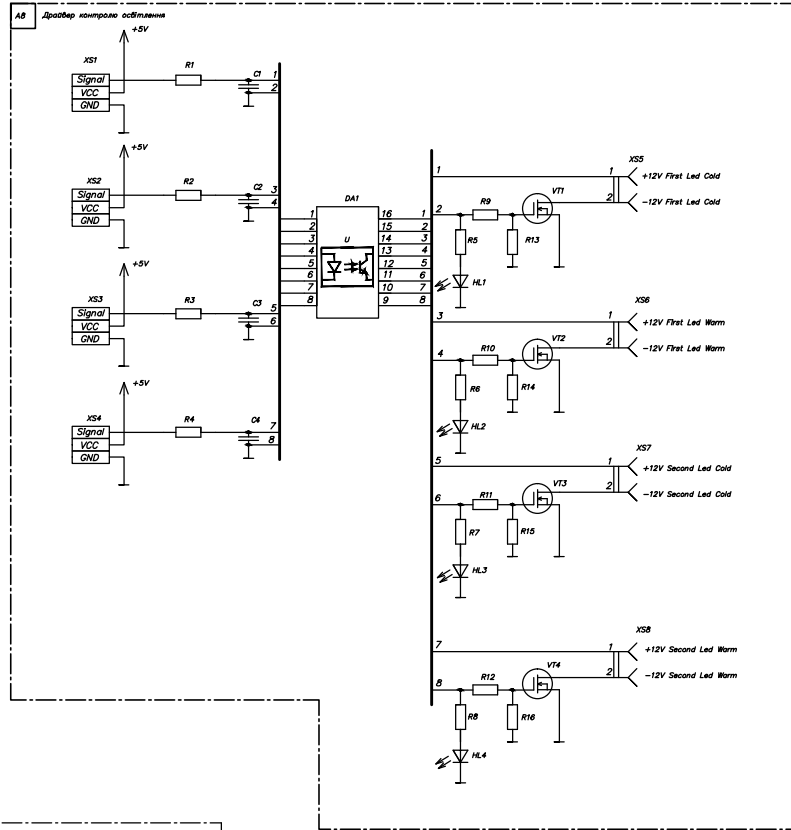 A8
Драйвер контролю освітлення
+5V
XS1
Signal
VCC
GND
R1
C1
1
2
+5V
XS2
Signal
VCC
GND
R2
C2
3
4
+5V
XS3
Signal
VCC
GND
R3
C3
5
6
+5V
XS4
Signal
VCC
GND
R4
C4
7
8
DA1
U
1
2
3
4
5
6
7
8
16
15
14
13
12
11
10
9
1
2
3
4
5
6
7
8
1
2
R9
VT1
R5
R13
HL1
XS5
1
+12V First Led Cold
2
-12V First Led Cold
3
4
R10
VT2
R6
R14
HL2
XS6
1
+12V First Led Warm
2
-12V First Led Warm
5
6
R11
VT3
R7
R15
HL3
XS7
1
+12V Second Led Cold
2
-12V Second Led Cold
7
8
R12
VT4
R8
R16
HL4
XS8
1
+12V Second Led Warm
2
-12V Second Led Warm